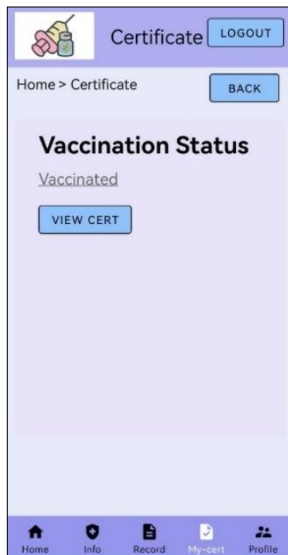 Certificate LOGOUT
Home > Certificate BACK
Vaccination Status
Vaccinated
VIEW CERT
Home Info Record My-cert Profile